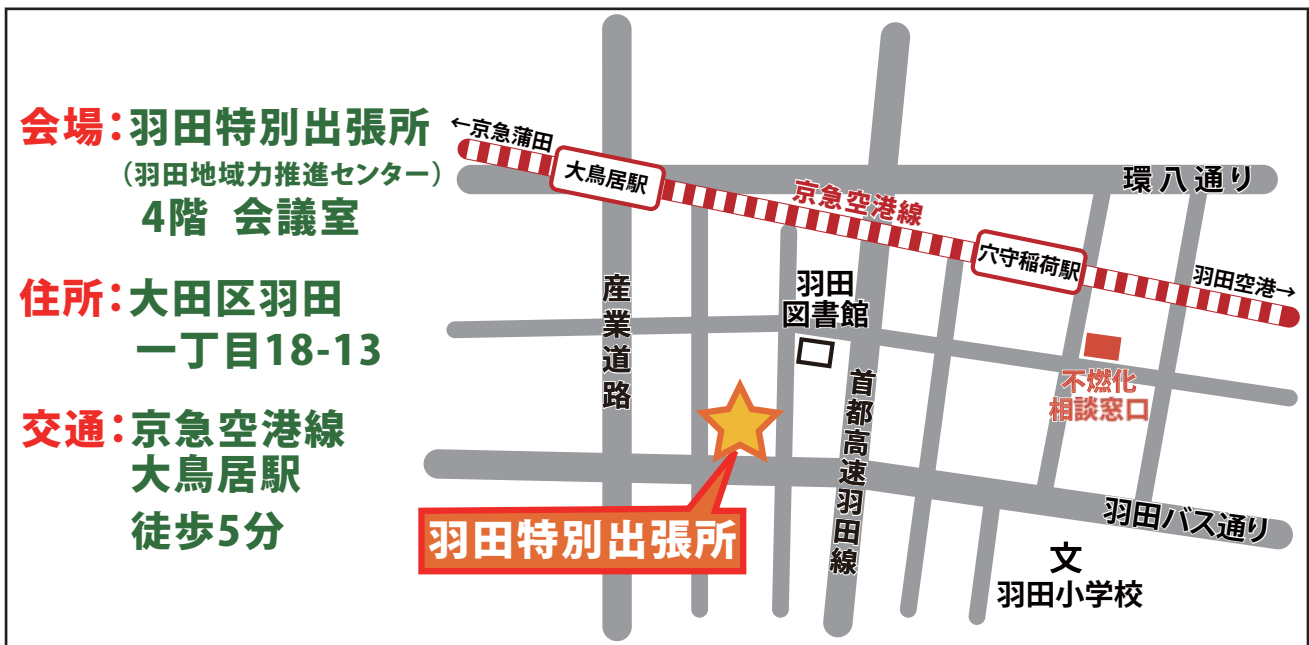 会場：羽田特別出張所
（羽田地域力推進センター）
4階 会議室
住所：大田区羽田
一丁目18-13
交通：京急空港線
大鳥居駅
徒歩5分
←京急蒲田
大鳥居駅
環八通り
京急空港線
穴守稲荷駅
羽田空港→
産業道路
羽田
図書館
首都高速羽田線
不燃化
相談窓口
羽田特別出張所
羽田バス通り
文
羽田小学校